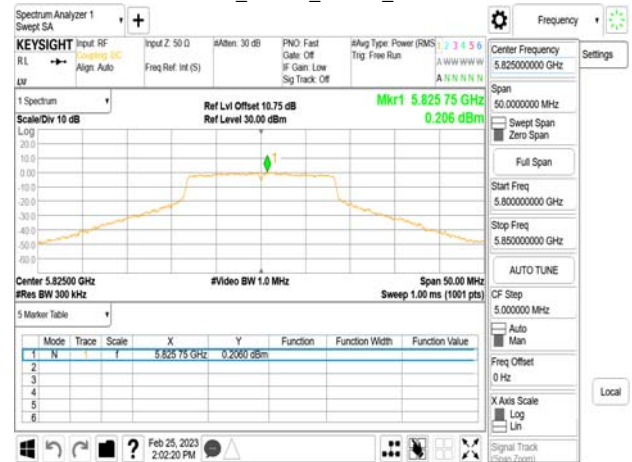 Spectrum Analyzer 1
Swept SA
Frequency
KEYSIGHT
Input: RF
Coupling: DC
Align: Auto
Input Z: 50 Ω
Freq Ref: Int (S)
#Atten: 30 dB
PNO: Fast
Gate: Off
IF Gain: Low
Sig Track: Off
#Avg Type: Power (RMS
Trig: Free Run
1 2 3 4 5 6
A W W W W W
A N N N N N
RL
Center Frequency
5.825000000 GHz
Settings
1 Spectrum
Scale/Div 10 dB
Ref Lvl Offset 10.75 dB
Ref Level 30.00 dBm
Mkr1 5.825 75 GHz
0.206 dBm
Span
50.0000000 MHz
Swept Span
Zero Span
Log
20.0
10.0
0.00
-10.0
-20.0
-30.0
-40.0
-50.0
-60.0
1
Full Span
Start Freq
5.800000000 GHz
Stop Freq
5.850000000 GHz
AUTO TUNE
Center 5.82500 GHz
#Res BW 300 kHz
#Video BW 1.0 MHz
Span 50.00 MHz
Sweep 1.00 ms (1001 pts)
CF Step
5.000000 MHz
Auto
Man
5 Marker Table
Mode Trace Scale X Y Function Function Width Function Value
1 N 1 f 5.825 75 GHz 0.2060 dBm
2
3
4
5
6
Freq Offset
0 Hz
X Axis Scale
Log
Lin
Local
Feb 25, 2023
2:02:20 PM
Signal Track
(Span Zoom)